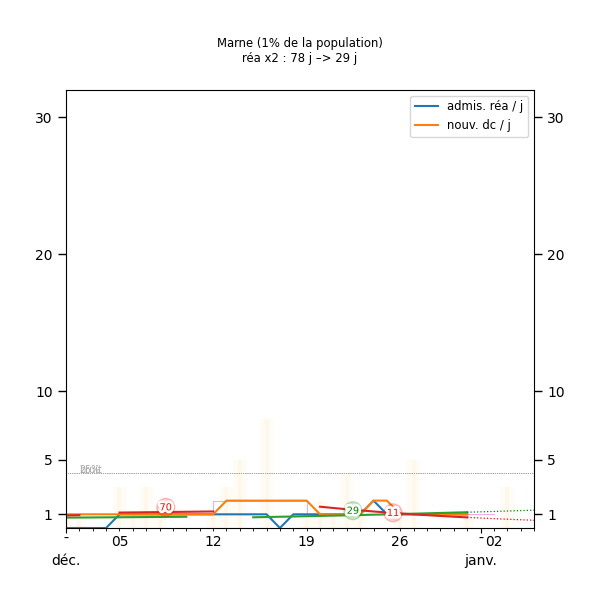 Marne (1% de la population)
réa x2 : 78 j –> 29 j
admis. réa / j
nouv. dc / j
30 30
20 20
10 10
5 5
1 1
70
29
11
05 12 19 26 02
déc. janv.